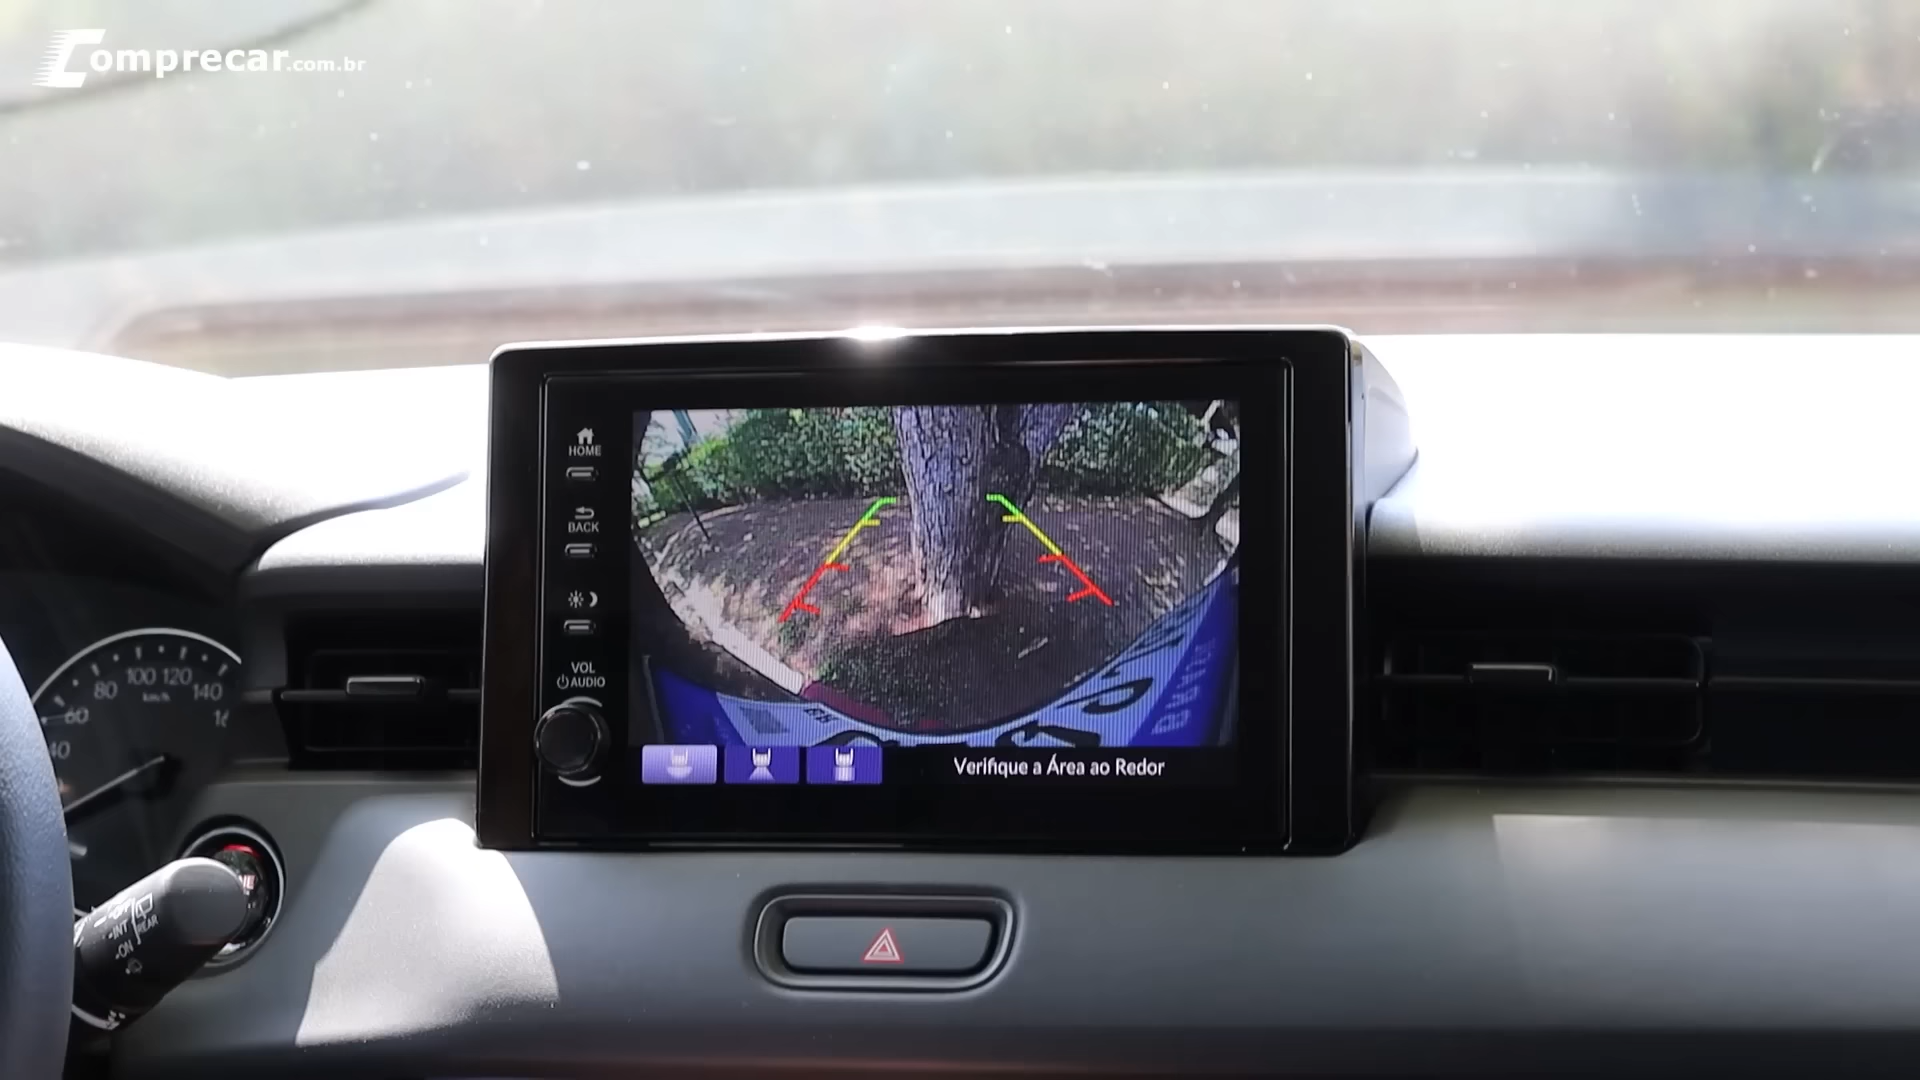 Comprecar.com.br
HOME
BACK
VOL
AUDIO
Verifique a Área ao Redor
80
100
120
140
km/h
60
40
INT
ON
REAR